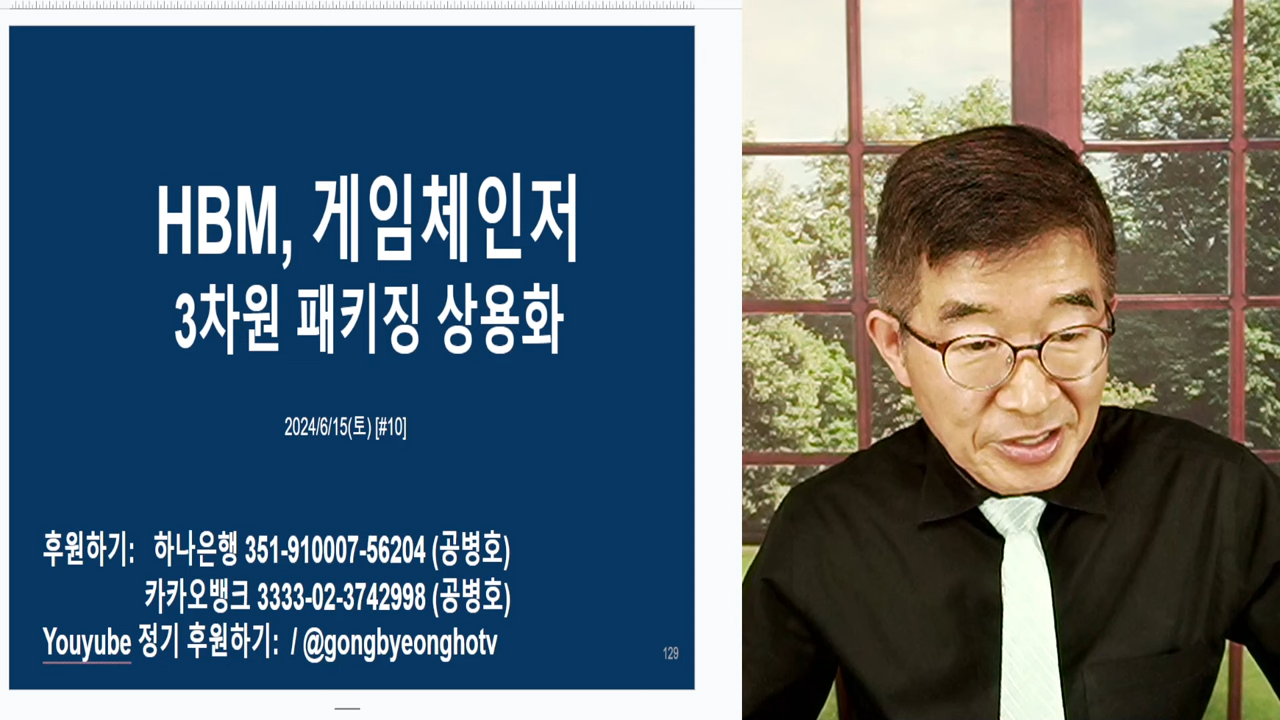 HBM, 게임체인저
3차원 패키징 상용화
2024/6/15(토) [#10]
후원하기: 하나은행 351-910007-56204 (공병호)
카카오뱅크 3333-02-3742998 (공병호)
Youyube 정기 후원하기: / @gongbyeonghotv
129